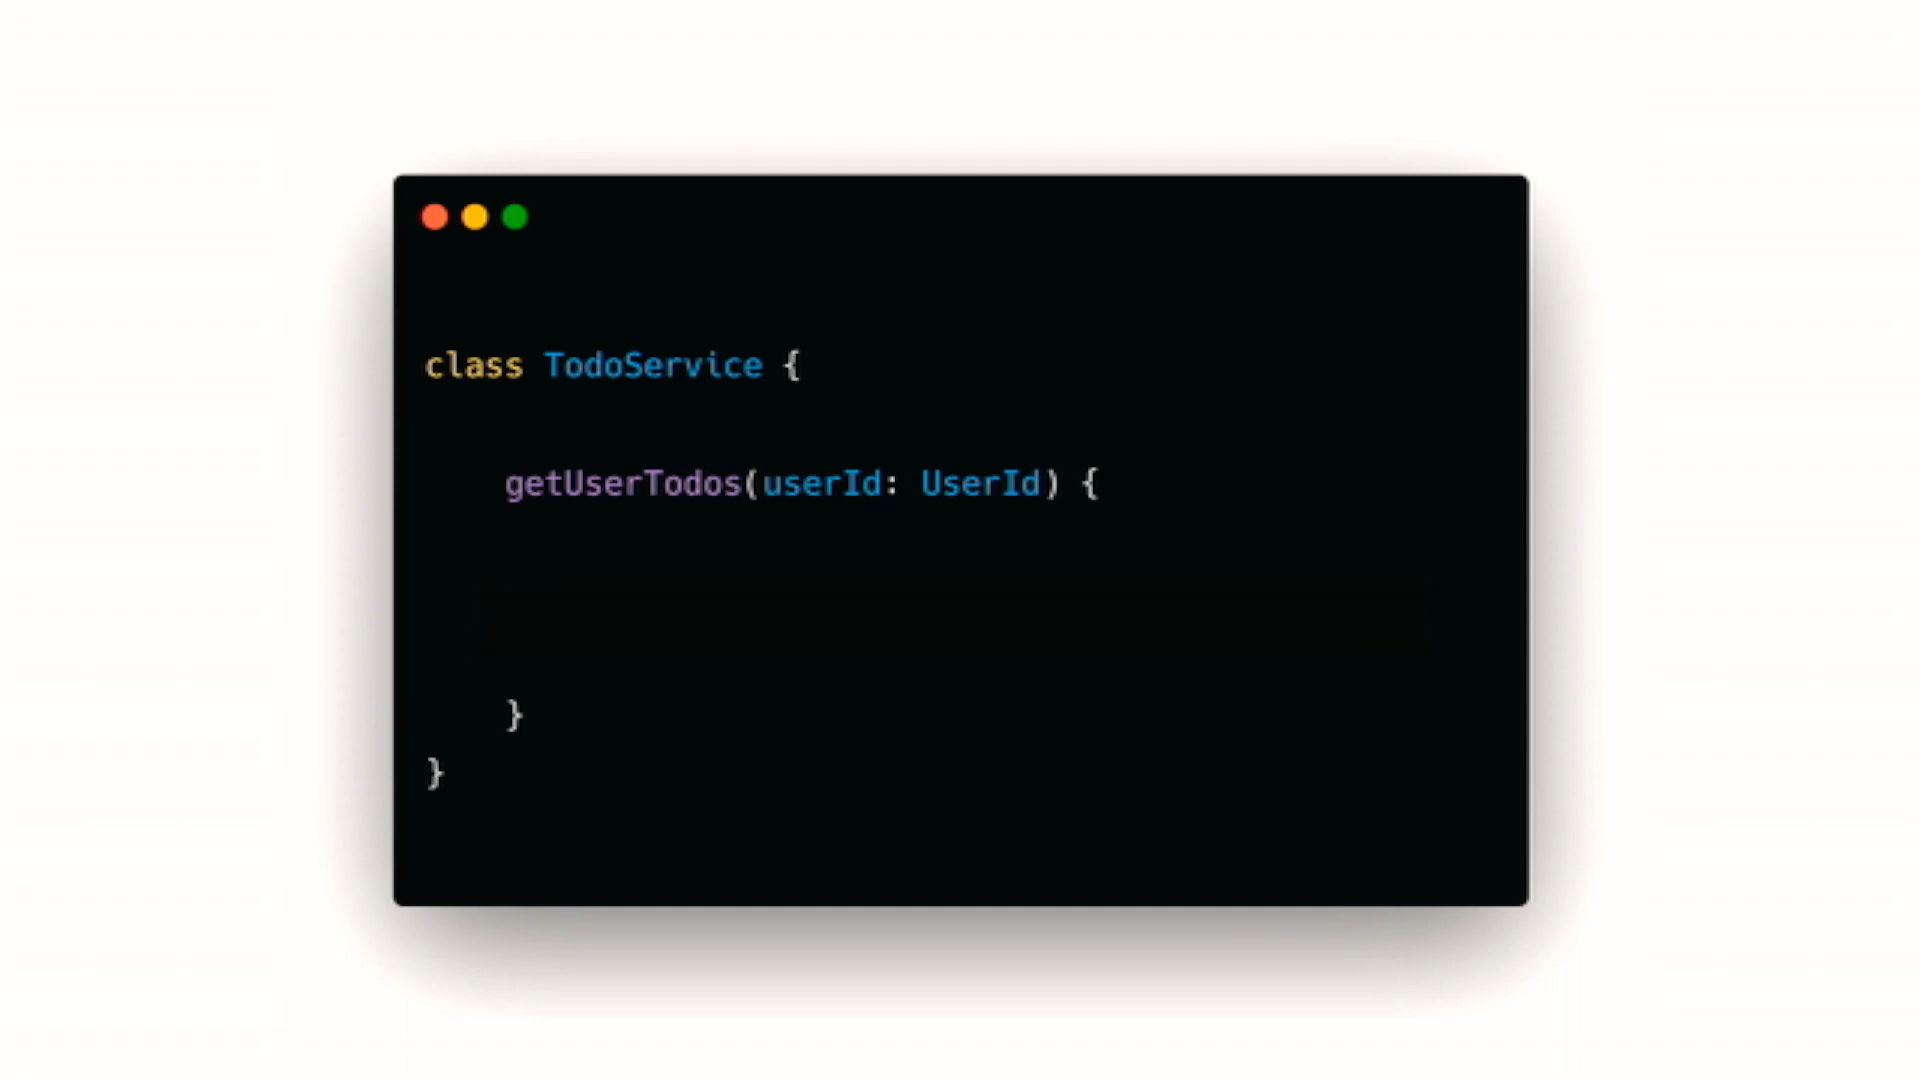 class TodoService {
getUserTodos(userId: UserId) {
}
}